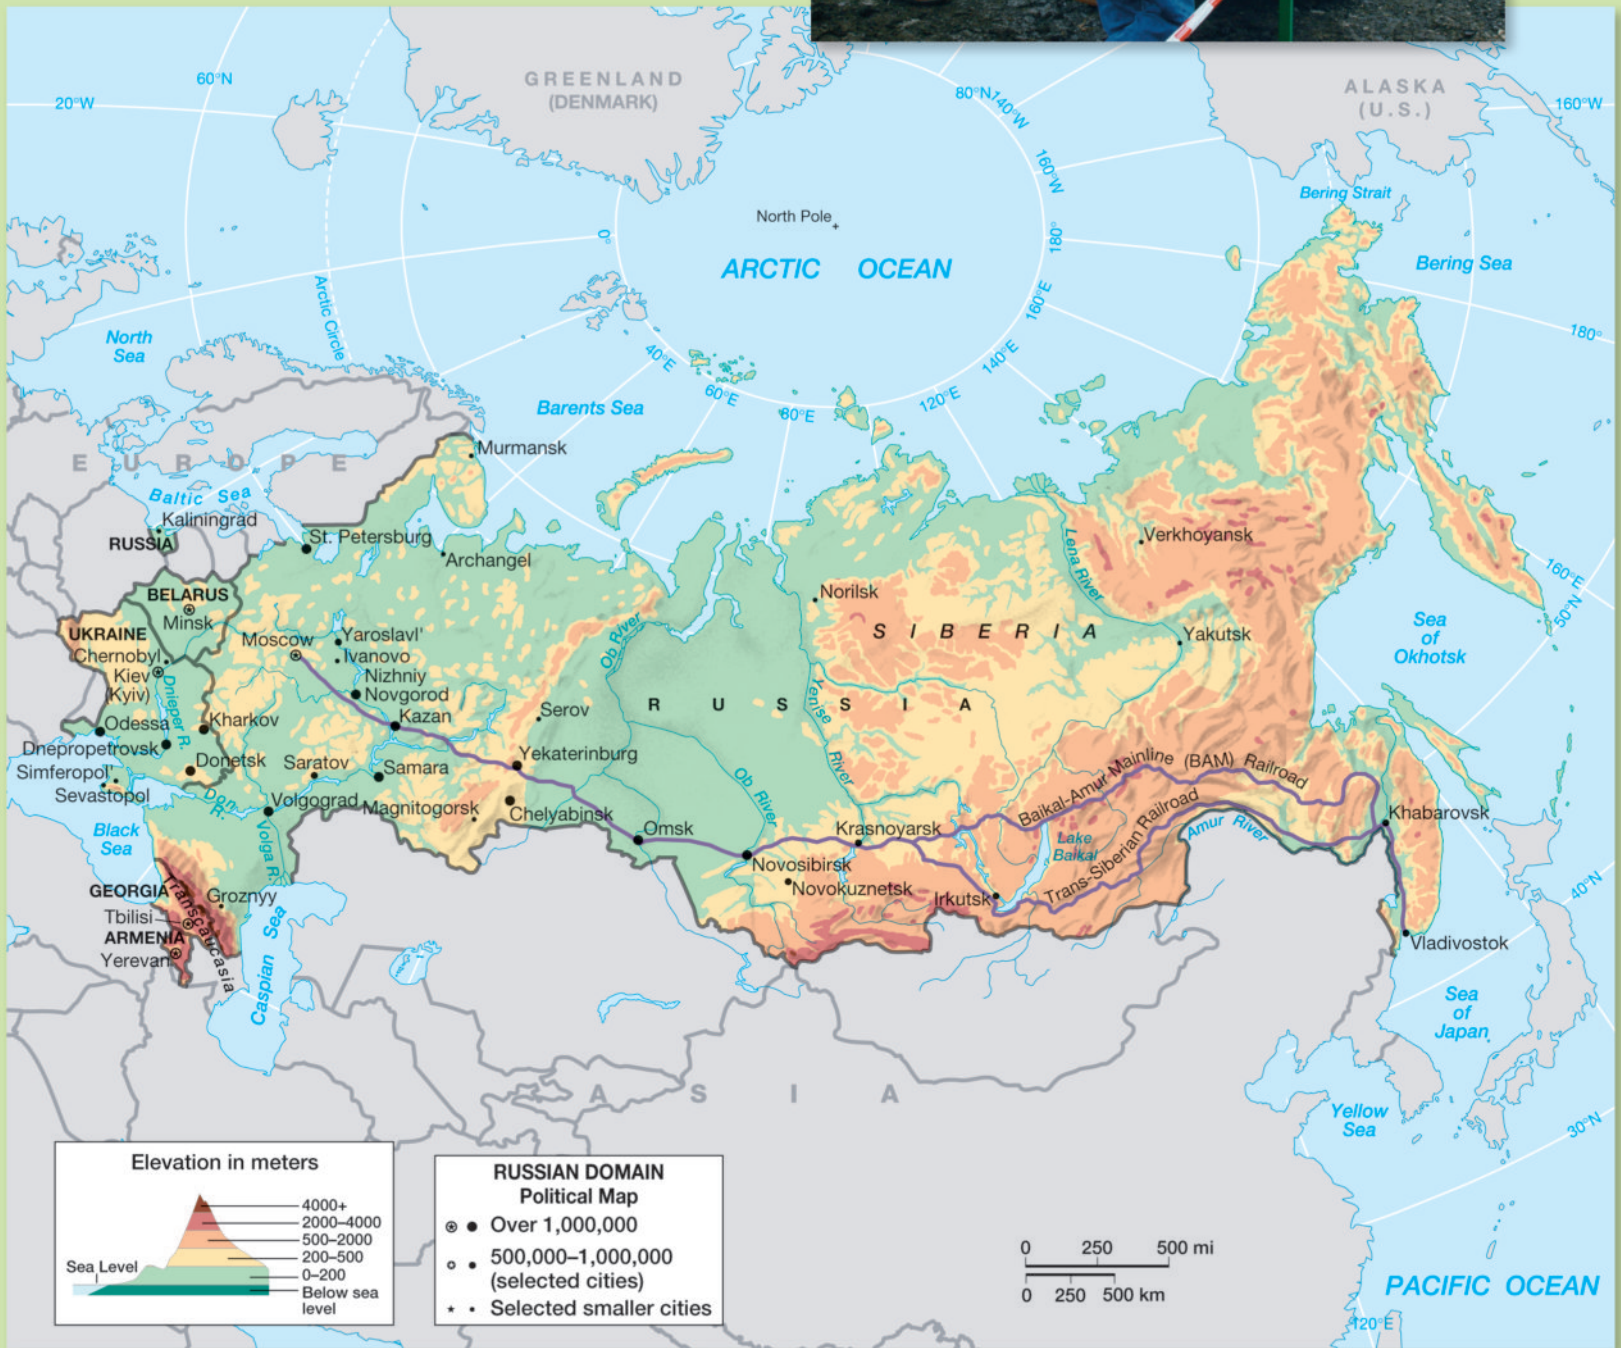 GREENLAND
(DENMARK)
ALASKA
(U.S.)
60°N
20°W
80°N
140°W
160°W
160°W
Bering Strait
North Pole
0°
180°
ARCTIC OCEAN
Bering Sea
Arctic Circle
160°E
180°
North
Sea
40°E
60°E
80°E
120°E
140°E
Barents Sea
EUROPE
Murmansk
Baltic Sea
Kaliningrad
RUSSIA
St. Petersburg
Archangel
Verkhoyansk
Lena River
160°E
50°N
BELARUS
Minsk
Norilsk
SIBERIA
Yakutsk
Sea
of
Okhotsk
UKRAINE
Chernobyl
Kiev
(Kyiv)
Moscow
Yaroslavl'
Ivanovo
Nizhniy
Novgorod
Ob River
Dnieper R.
Kazan
Serov
RUSSIA
Yenise River
Odessa
Kharkov
Dnepropetrovsk
Donetsk
Simferopol'
Sevastopol
Saratov
Samara
Yekaterinburg
Don
R.
Volgograd
Magnitogorsk
Chelyabinsk
Ob River
Baikal-Amur Mainline (BAM) Railroad
Trans-Siberian Railroad
Omsk
Krasnoyarsk
Lake
Baikal
Amur River
Khabarovsk
Black
Sea
Volga R.
Novosibirsk
Novokuznetsk
Irkutsk
40°N
GEORGIA
Transcaucasia
Groznyy
Tbilisi
ARMENIA
Yerevan
Caspian Sea
Vladivostok
Sea
of
Japan
ASIA
Yellow
Sea
30°N
Elevation in meters
4000+
2000–4000
500–2000
200–500
0–200
Below sea
level
Sea Level
RUSSIAN DOMAIN
Political Map
Over 1,000,000
500,000–1,000,000
(selected cities)
Selected smaller cities
0 250 500 mi
0 250 500 km
PACIFIC OCEAN
120°E